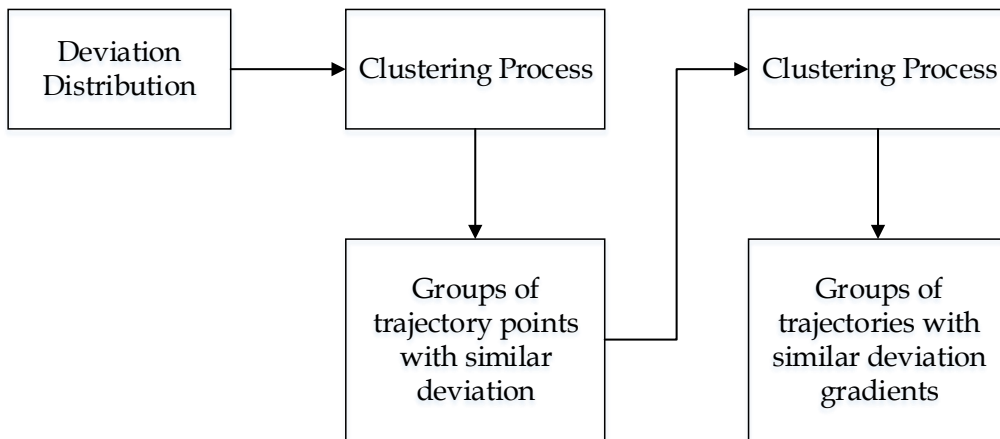 Deviation
Distribution
Clustering Process
Clustering Process
Groups of
trajectory points
with similar
deviation
Groups of
trajectories with
similar deviation
gradients